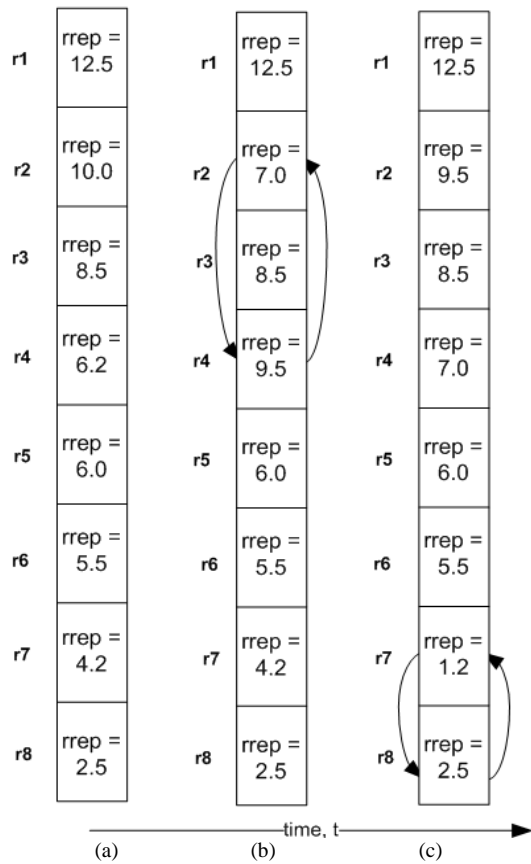 r1
rrep =
12.5
r2
rrep =
10.0
r3
rrep =
8.5
r4
rrep =
6.2
r5
rrep =
6.0
r6
rrep =
5.5
r7
rrep =
4.2
r8
rrep =
2.5
r1
rrep =
12.5
r2
rrep =
7.0
r3
rrep =
8.5
r4
rrep =
9.5
r5
rrep =
6.0
r6
rrep =
5.5
r7
rrep =
4.2
r8
rrep =
2.5
r1
rrep =
12.5
r2
rrep =
9.5
r3
rrep =
8.5
r4
rrep =
7.0
r5
rrep =
6.0
r6
rrep =
5.5
r7
rrep =
1.2
r8
rrep =
2.5
time, t
(a) (b) (c)